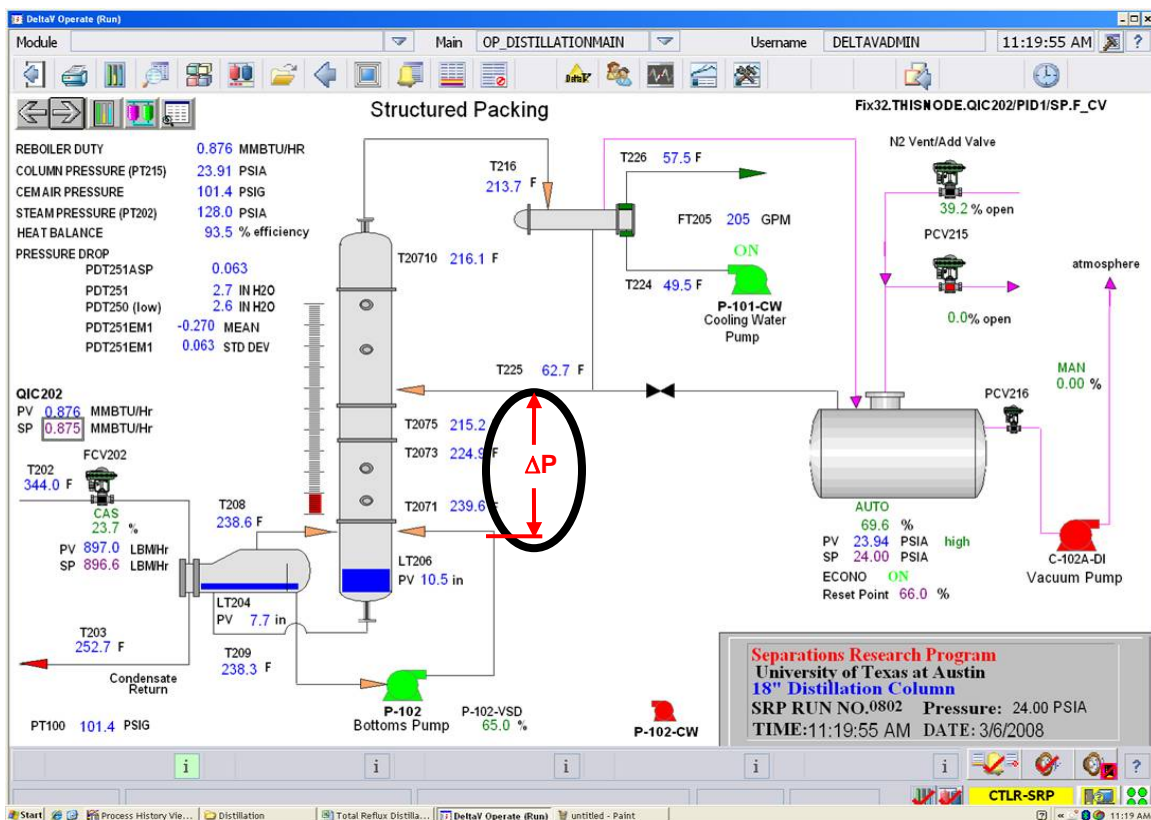 DeltaV Operate (Run)
Module Main OP_DISTILLATIONMAIN Username DELTAVADMIN 11:19:55 AM ?
DeltaV
Structured Packing
Fix32.THISNODE.QIC202/PID1/SP.F_CV
REBOILER DUTY 0.876 MMBTU/HR
COLUMN PRESSURE (PT215) 23.91 PSIA
CEM AIR PRESSURE 101.4 PSIG
STEAM PRESSURE (PT202) 128.0 PSIA
HEAT BALANCE 93.5 % efficiency
PRESSURE DROP
PDT251ASP 0.063
PDT251 2.7 IN H2O
PDT250 (low) 2.6 IN H2O
PDT251EM1 -0.270 MEAN
PDT251EM1 0.063 STD DEV
QIC202
PV 0.876 MMBTU/Hr
SP 0.875 MMBTU/Hr
FCV202
T202
344.0 F
CAS
23.7 %
PV 897.0 LBM/Hr
SP 896.6 LBM/Hr
T203
252.7 F
Condensate
Return
PT100 101.4 PSIG
T208
238.6 F
LT204
PV 7.7 in
T209
238.3 F
T20710 216.1 F
T2075 215.2
T2073 224.9
T2071 239.6 F
LT206
PV 10.5 in
P-102
Bottoms Pump
P-102-VSD
65.0 %
T216
213.7 F
T226 57.5 F
FT205 205 GPM
ON
T224 49.5 F
P-101-CW
Cooling Water
Pump
T225 62.7 F
ΔP
N2 Vent/Add Valve
39.2 % open
PCV215
0.0 % open
atmosphere
MAN
0.00 %
PCV216
AUTO
69.6 %
PV 23.94 PSIA high
SP 24.00 PSIA
ECONO ON
Reset Point 66.0 %
C-102A-DI
Vacuum Pump
P-102-CW
Separations Research Program
University of Texas at Austin
18" Distillation Column
SRP RUN NO.0802 Pressure: 24.00 PSIA
TIME:11:19:55 AM DATE: 3/6/2008
i i i i i ?
CTLR-SRP
Start Process History Vie... Distillation Total Reflux Distilla... DeltaV Operate (Run) untitled - Paint 11:19 AM